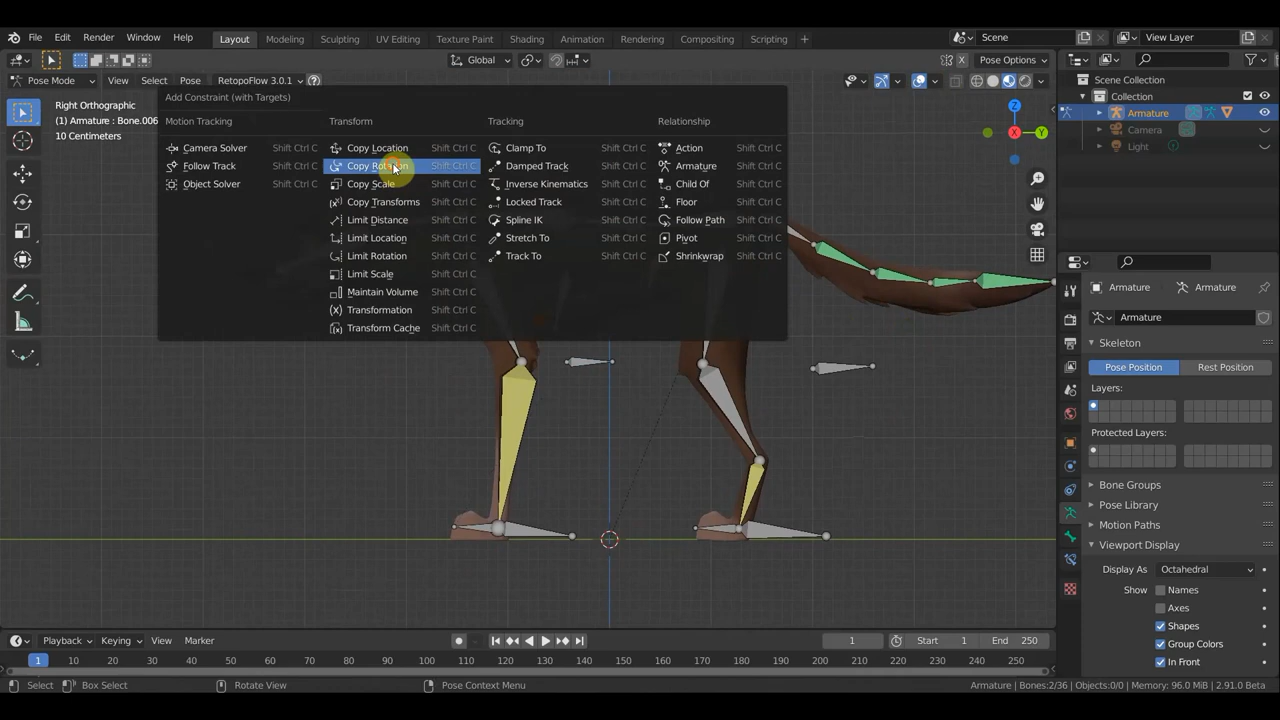 File Edit Render Window Help Layout Modeling Sculpting UV Editing Texture Paint Shading Animation Rendering Compositing Scripting + Scene View Layer
Global X Pose Options
Pose Mode View Select Pose RetopoFlow 3.0.1 ?
Scene Collection
Collection
Armature
Camera
Light
Right Orthographic
(1) Armature : Bone.006
10 Centimeters
Add Constraint (with Targets)
Motion Tracking Transform Tracking Relationship
Camera Solver Shift Ctrl C Copy Location Shift Ctrl C Clamp To Shift Ctrl C Action Shift Ctrl C
Follow Track Shift Ctrl C Copy Rotation Shift Ctrl C Damped Track Shift Ctrl C Armature Shift Ctrl C
Object Solver Shift Ctrl C Copy Scale Shift Ctrl C Inverse Kinematics Shift Ctrl C Child Of Shift Ctrl C
Copy Transforms Shift Ctrl C Locked Track Shift Ctrl C Floor Shift Ctrl C
Limit Distance Shift Ctrl C Spline IK Shift Ctrl C Follow Path Shift Ctrl C
Limit Location Shift Ctrl C Stretch To Shift Ctrl C Pivot Shift Ctrl C
Limit Rotation Shift Ctrl C Track To Shift Ctrl C Shrinkwrap Shift Ctrl C
Limit Scale Shift Ctrl C
Maintain Volume Shift Ctrl C
Transformation Shift Ctrl C
Transform Cache Shift Ctrl C
Z
X
Y
Armature Armature
Armature
Skeleton
Pose Position Rest Position
Layers:
Protected Layers:
Bone Groups
Pose Library
Motion Paths
Viewport Display
Display As Octahedral
Show Names
Axes
Shapes
Group Colors
In Front
Playback Keying View Marker 1 Start 1 End 250
1 10 20 30 40 50 60 70 80 90 100 110 120 130 140 150 160 170 180 190 200 210 220 230 240 250
Select Box Select Rotate View Pose Context Menu Armature | Bones:2/36 | Objects:0/0 | Memory: 96.0 MiB | 2.91.0 Beta